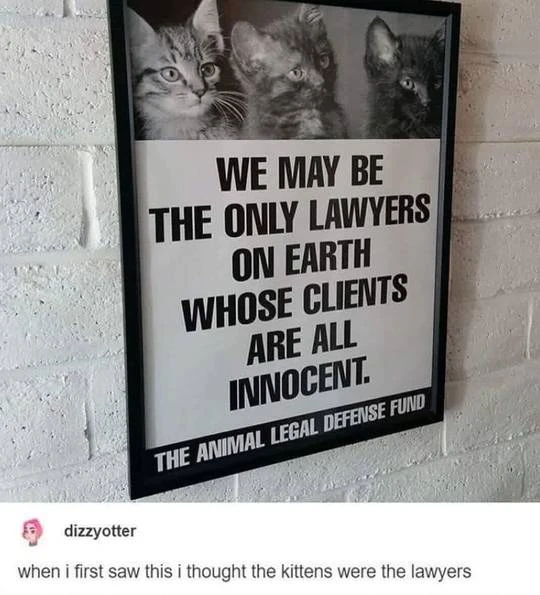 WE MAY BE
THE ONLY LAWYERS
ON EARTH
WHOSE CLIENTS
ARE ALL
INNOCENT.
THE ANIMAL LEGAL DEFENSE FUND
dizzyotter
when i first saw this i thought the kittens were the lawyers